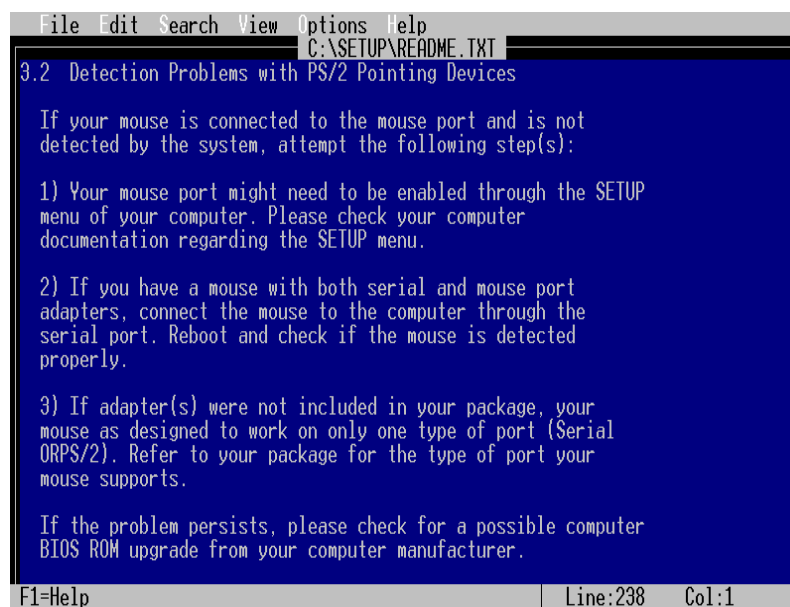 File Edit Search View Options Help
C:\SETUP\README.TXT
3.2 Detection Problems with PS/2 Pointing Devices
If your mouse is connected to the mouse port and is not
detected by the system, attempt the following step(s):
1) Your mouse port might need to be enabled through the SETUP
menu of your computer. Please check your computer
documentation regarding the SETUP menu.
2) If you have a mouse with both serial and mouse port
adapters, connect the mouse to the computer through the
serial port. Reboot and check if the mouse is detected
properly.
3) If adapter(s) were not included in your package, your
mouse as designed to work on only one type of port (Serial
ORPS/2). Refer to your package for the type of port your
mouse supports.
If the problem persists, please check for a possible computer
BIOS ROM upgrade from your computer manufacturer.
F1=Help Line:238 Col:1